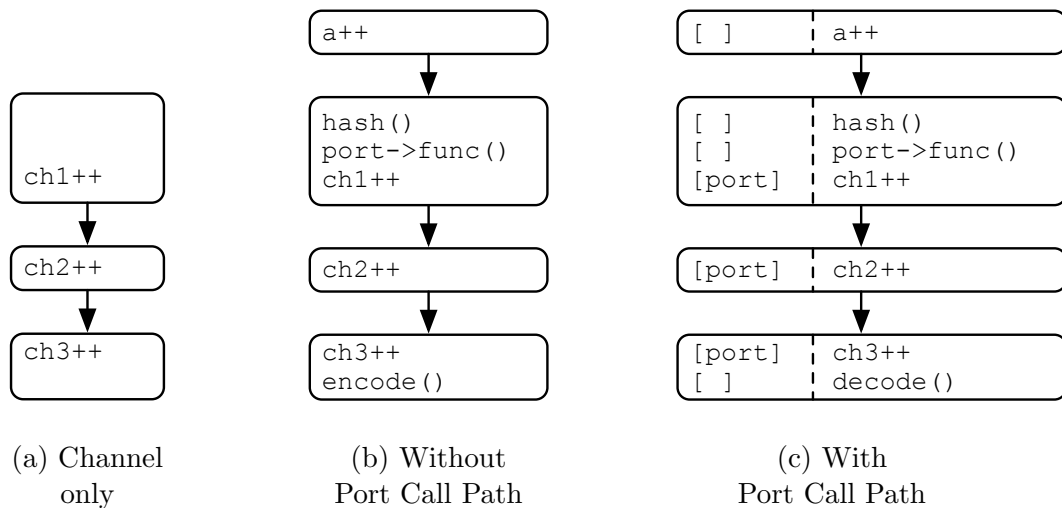 ch1++
ch2++
ch3++
(a) Channel
only
a++
hash()
port->func()
ch1++
ch2++
ch3++
encode()
(b) Without
Port Call Path
[ ] a++
[ ] hash()
[ ] port->func()
[port] ch1++
[port] ch2++
[port] ch3++
[ ] decode()
(c) With
Port Call Path